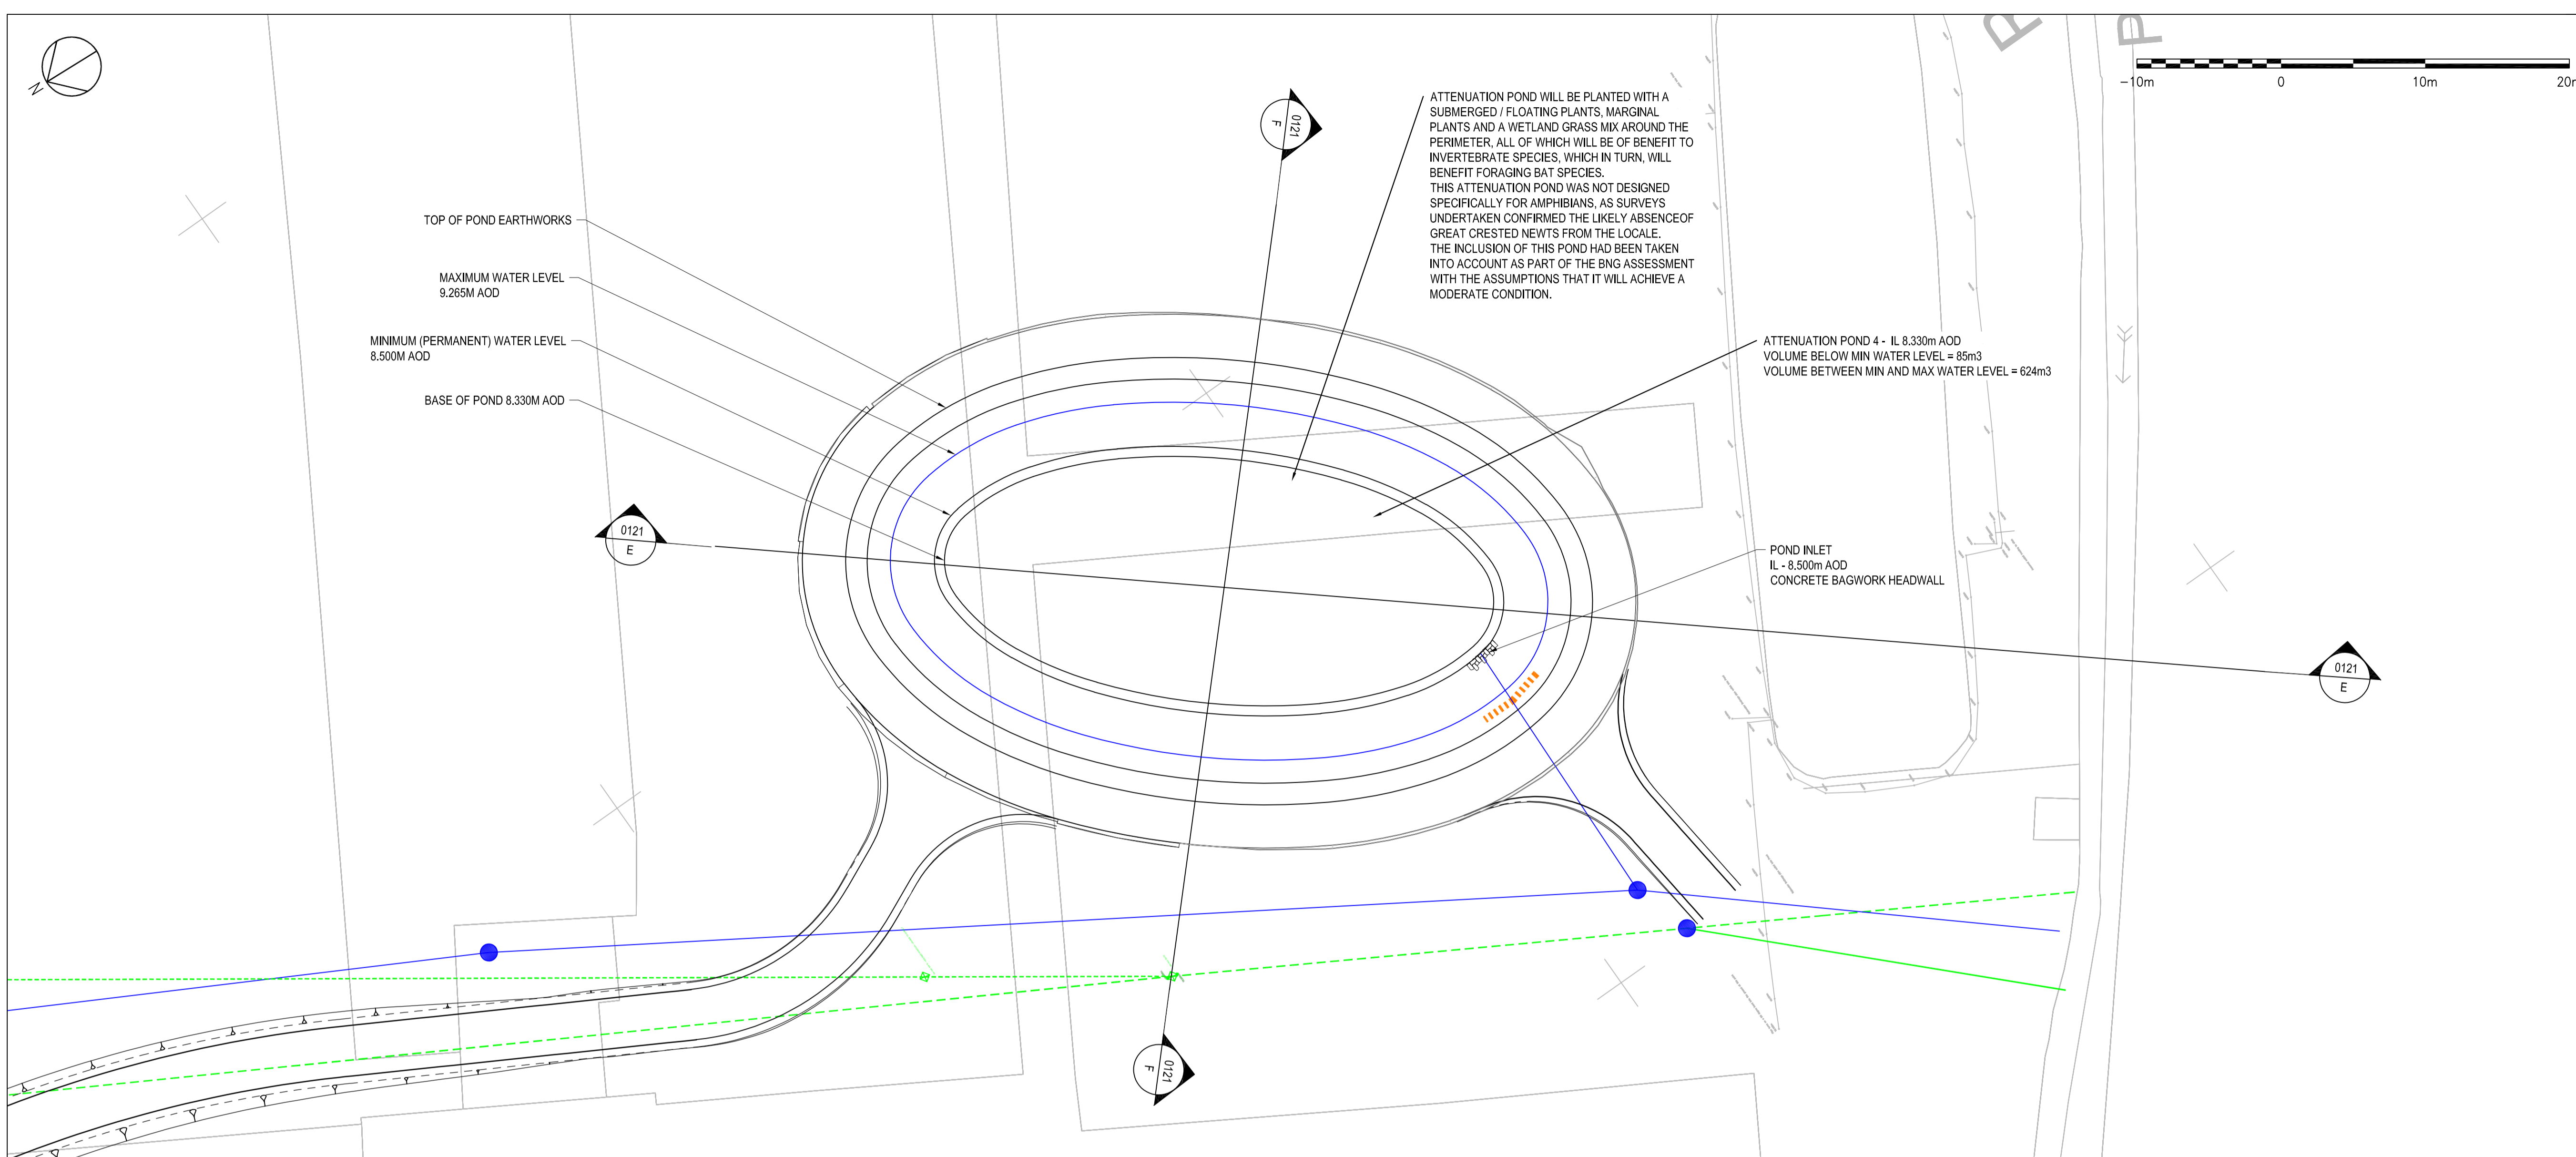 N
R
P
-10m 0 10m 20m
0121
F
ATTENUATION POND WILL BE PLANTED WITH A
SUBMERGED / FLOATING PLANTS, MARGINAL
PLANTS AND A WETLAND GRASS MIX AROUND THE
PERIMETER, ALL OF WHICH WILL BE OF BENEFIT TO
INVERTEBRATE SPECIES, WHICH IN TURN, WILL
BENEFIT FORAGING BAT SPECIES.
THIS ATTENUATION POND WAS NOT DESIGNED
SPECIFICALLY FOR AMPHIBIANS, AS SURVEYS
UNDERTAKEN CONFIRMED THE LIKELY ABSENCEOF
GREAT CRESTED NEWTS FROM THE LOCALE.
THE INCLUSION OF THIS POND HAD BEEN TAKEN
INTO ACCOUNT AS PART OF THE BNG ASSESSMENT
WITH THE ASSUMPTIONS THAT IT WILL ACHIEVE A
MODERATE CONDITION.
TOP OF POND EARTHWORKS
MAXIMUM WATER LEVEL
9.265M AOD
MINIMUM (PERMANENT) WATER LEVEL
8.500M AOD
BASE OF POND 8.330M AOD
ATTENUATION POND 4 - IL 8.330m AOD
VOLUME BELOW MIN WATER LEVEL = 85m3
VOLUME BETWEEN MIN AND MAX WATER LEVEL = 624m3
0121
E
POND INLET
IL - 8.500m AOD
CONCRETE BAGWORK HEADWALL
0121
E
0121
F